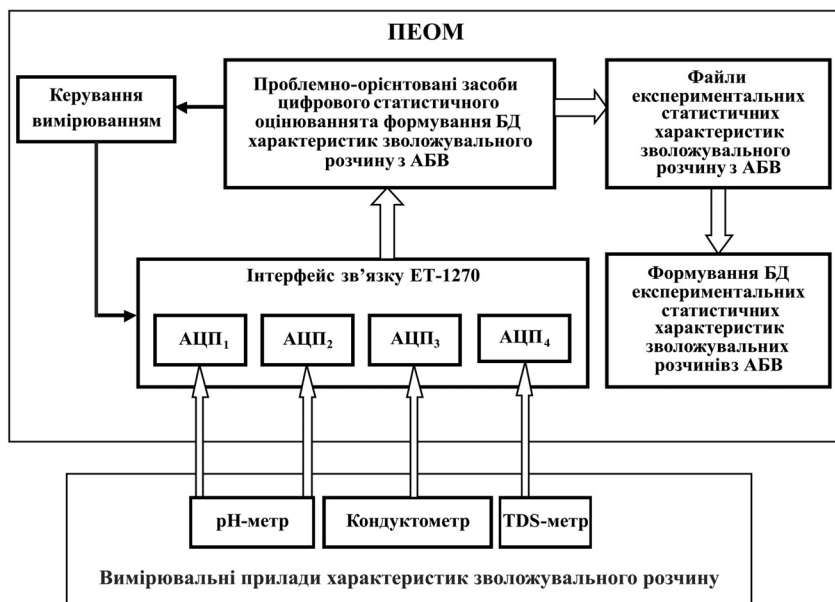 ПЕОМ
Керування
вимірюванням
Проблемно-орієнтовані засоби
цифрового статистичного
оцінюваннята формування БД
характеристик зволожувального
розчину з АБВ
Файли
експериментальних
статистичних
характеристик
зволожувального
розчину з АБВ
Інтерфейс зв’язку ЕТ-1270
АЦП₁
АЦП₂
АЦП₃
АЦП₄
Формування БД
експериментальних
статистичних
характеристик
зволожувальних
розчинівз АБВ
pH-метр
Кондуктометр
TDS-метр
Вимірювальні прилади характеристик зволожувального розчину